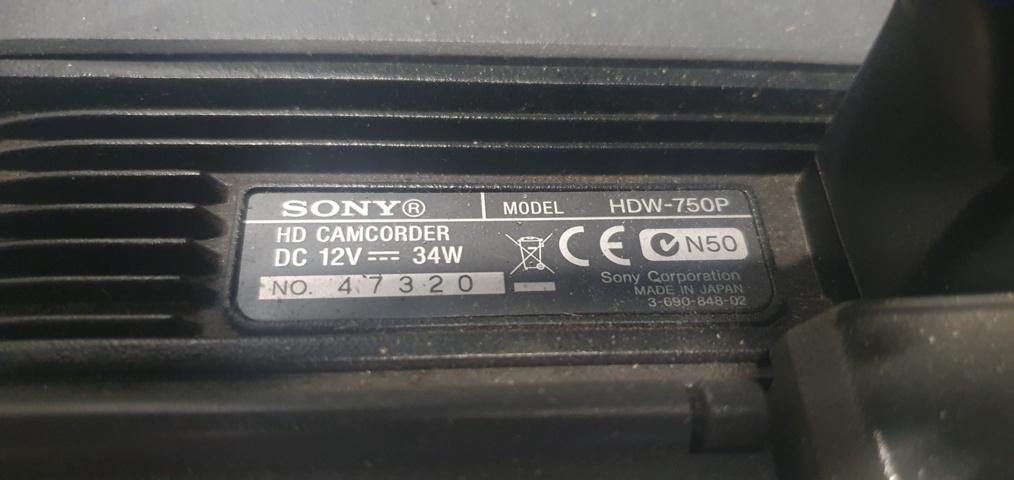 SONY® MODEL HDW-750P
HD CAMCORDER
DC 12V ⎓ 34W
CE N50
NO. 47320
Sony Corporation
MADE IN JAPAN
3-690-848-02